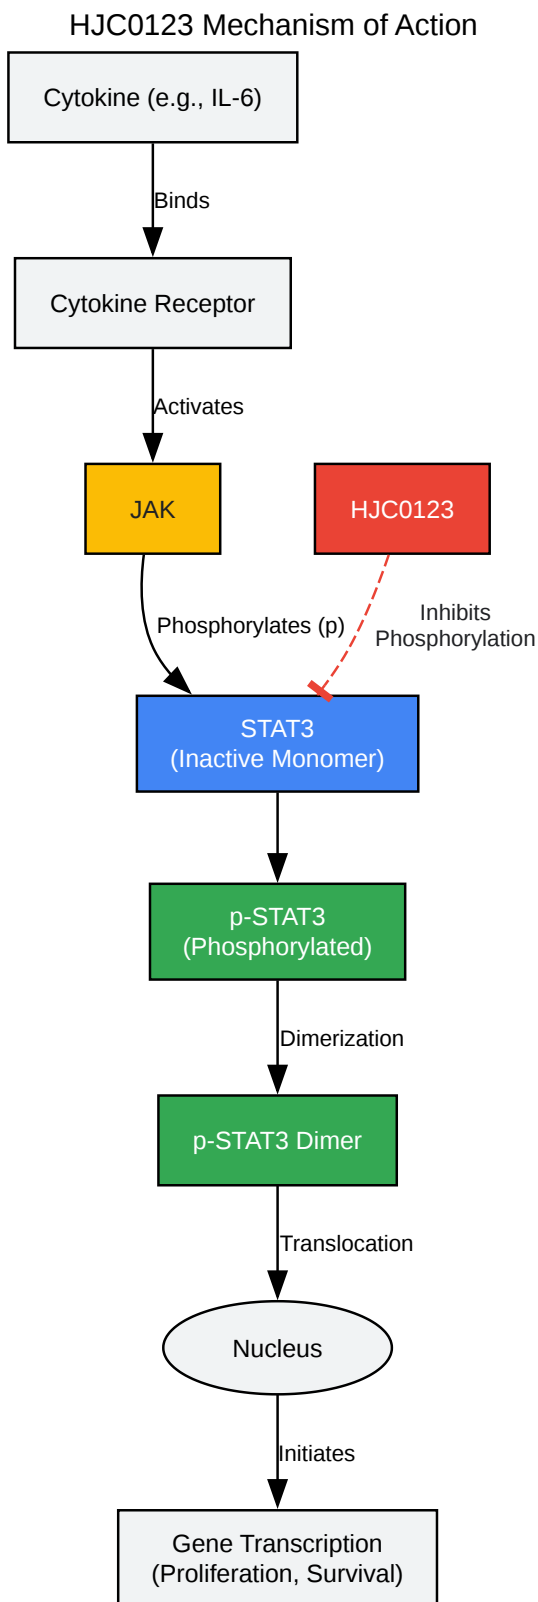 HJC0123 Mechanism of Action
Cytokine (e.g., IL-6)
Binds
Cytokine Receptor
Activates
JAK
HJC0123
Phosphorylates (p)
Inhibits
Phosphorylation
STAT3
(Inactive Monomer)
p-STAT3
(Phosphorylated)
Dimerization
p-STAT3 Dimer
Translocation
Nucleus
Initiates
Gene Transcription
(Proliferation, Survival)